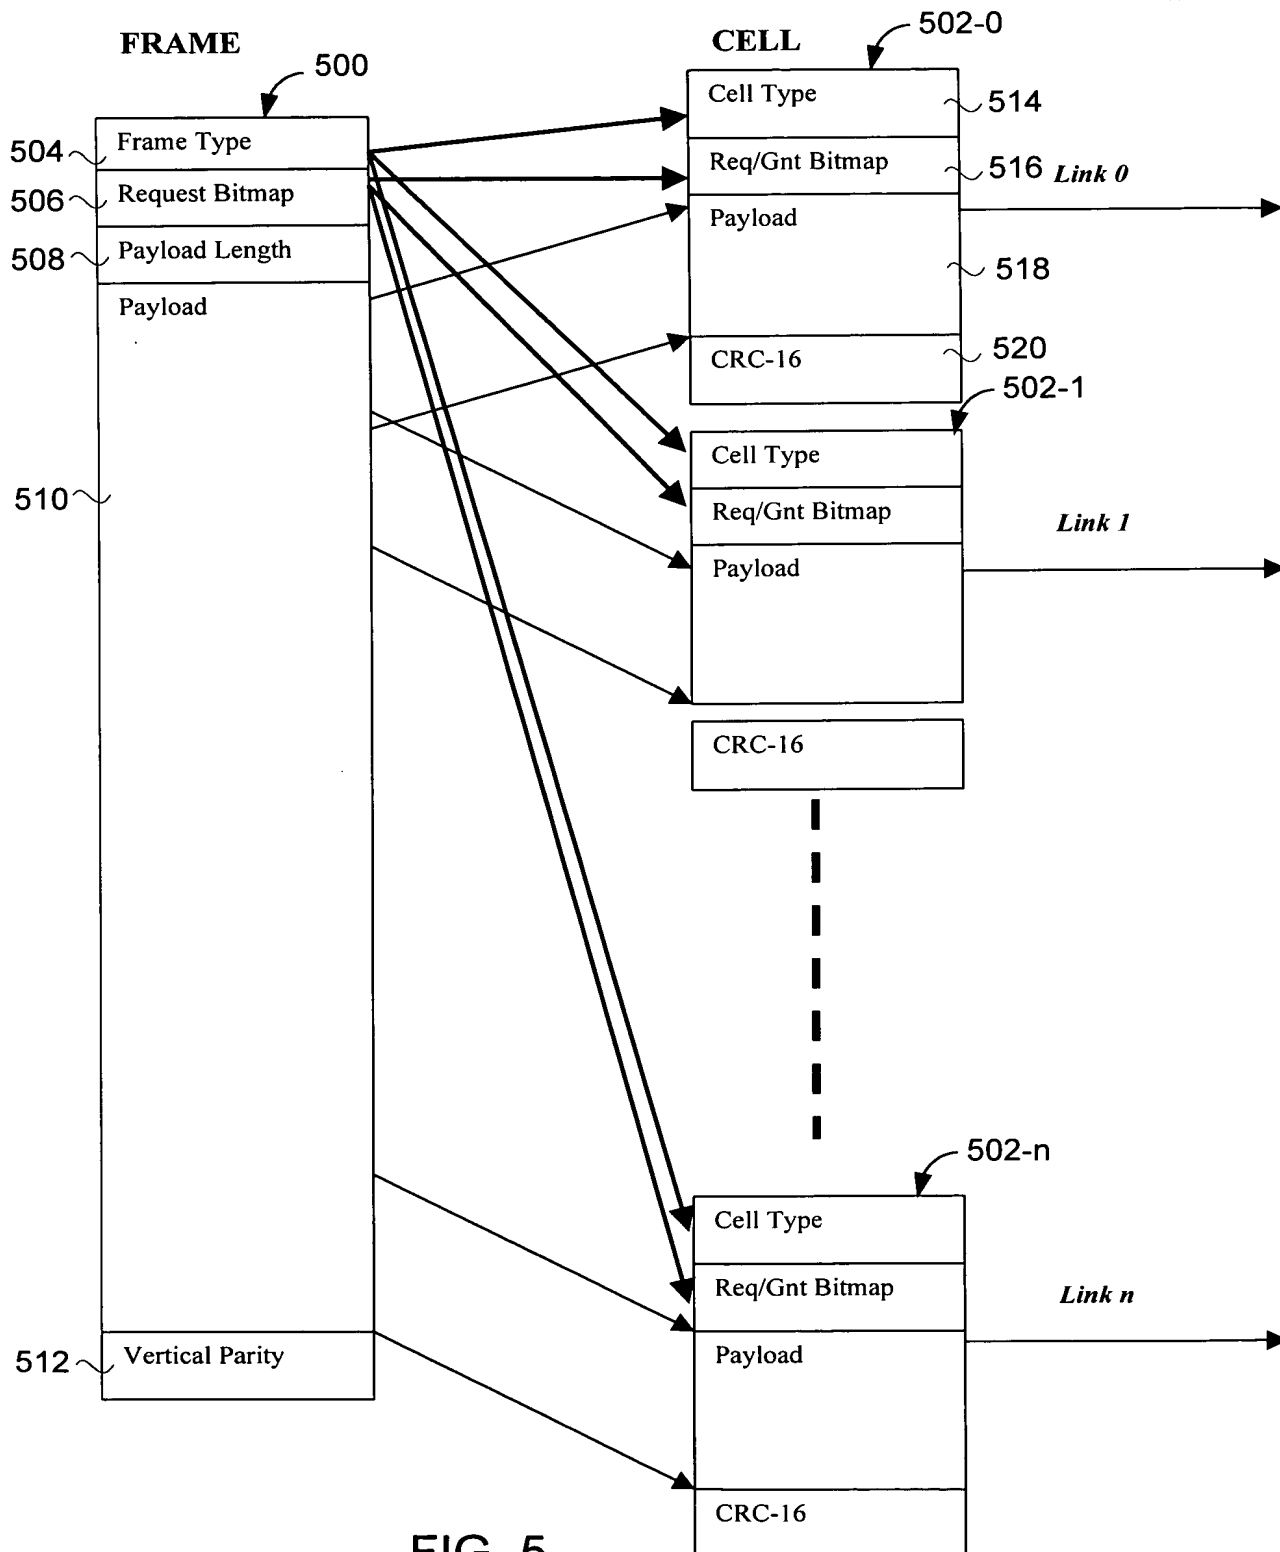 FRAME
500
504
Frame Type
506
Request Bitmap
508
Payload Length
Payload
510
512
Vertical Parity
CELL
502-0
Cell Type
514
Req/Gnt Bitmap
516
Link 0
Payload
518
CRC-16
520
502-1
Cell Type
Req/Gnt Bitmap
Link 1
Payload
CRC-16
502-n
Cell Type
Req/Gnt Bitmap
Link n
Payload
CRC-16
FIG. 5